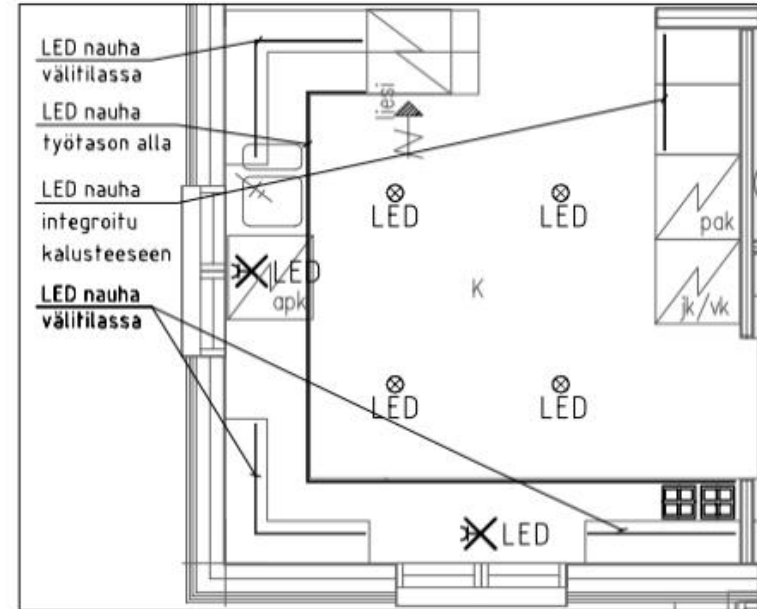 LED nauha
välitilassa
LED nauha
työtason alla
LED nauha
integroitu
kalusteeseen
LED nauha
välitilassa
liesi
LED
LED
pak
LED
apk
K
jk/vk
LED
LED
LED